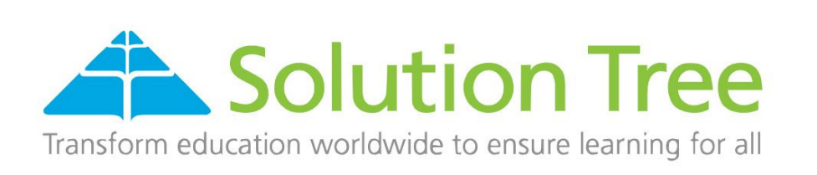 Solution Tree
Transform education worldwide to ensure learning for all